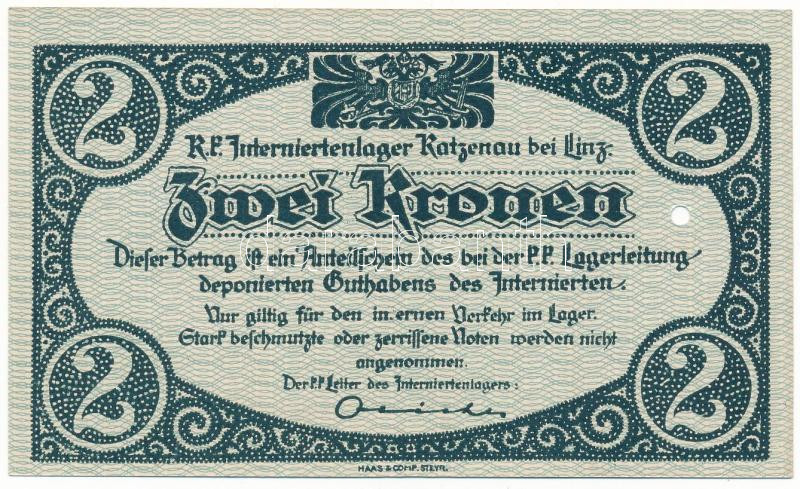 2 2
K.k. Interniertenlager Katzenau bei Linz.
Zwei Kronen
Dieser Betrag ist ein Anteilschein des bei der k.k. Lagerleitung
deponierten Guthabens des Internierten.
Nur giltig für den in ernen Verkehr im Lager.
Stark beschmutzte oder zerrissene Noten werden nicht
angenommen.
Der k.k. Leiter des Interniertenlagers:
2 2
HAAS & COMP. STEYR.